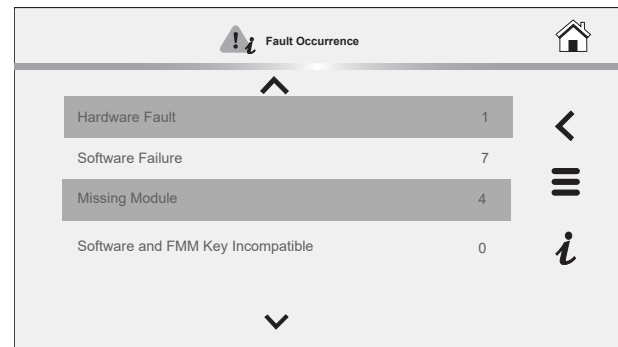 Fault Occurrence
Hardware Fault 1
Software Failure 7
Missing Module 4
Software and FMM Key Incompatible 0